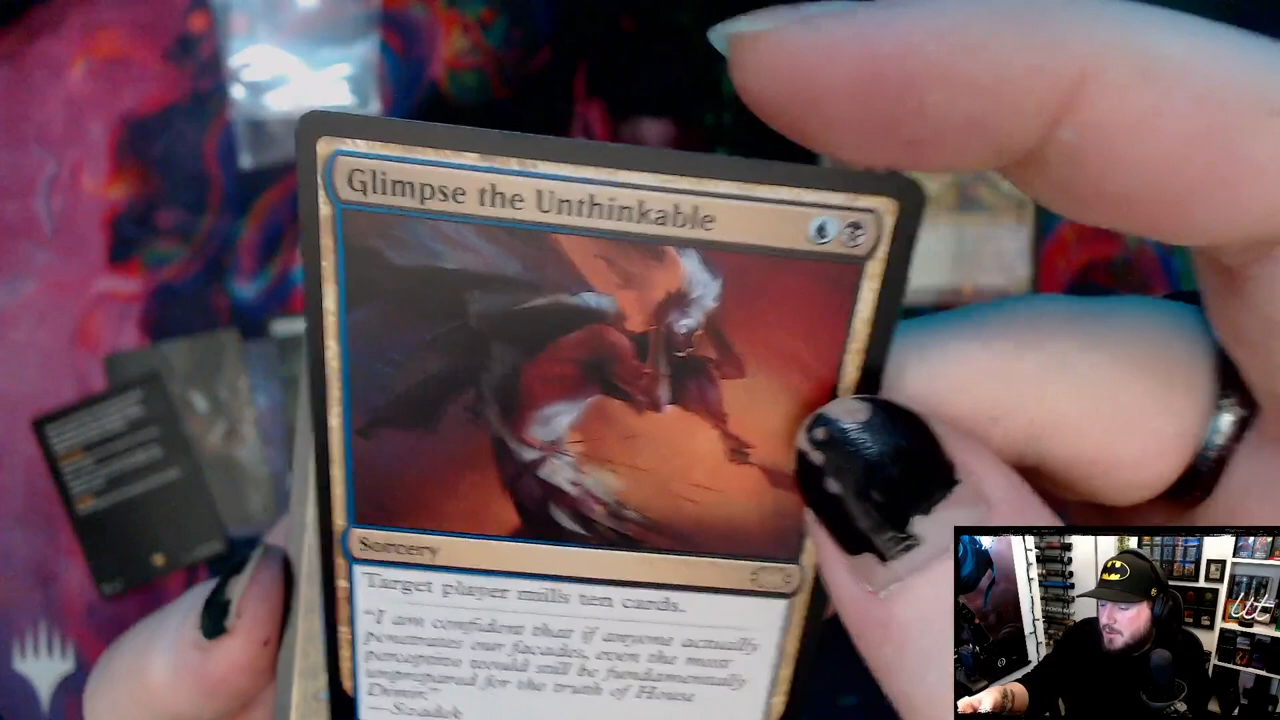 Glimpse the Unthinkable
Sorcery
Target player mills ten cards.
"I am confident that if anyone actually
penetrates our facades, even the most
perceptive would still be fundamentally
unprepared for the truth of House
Dimir."
—Szadek